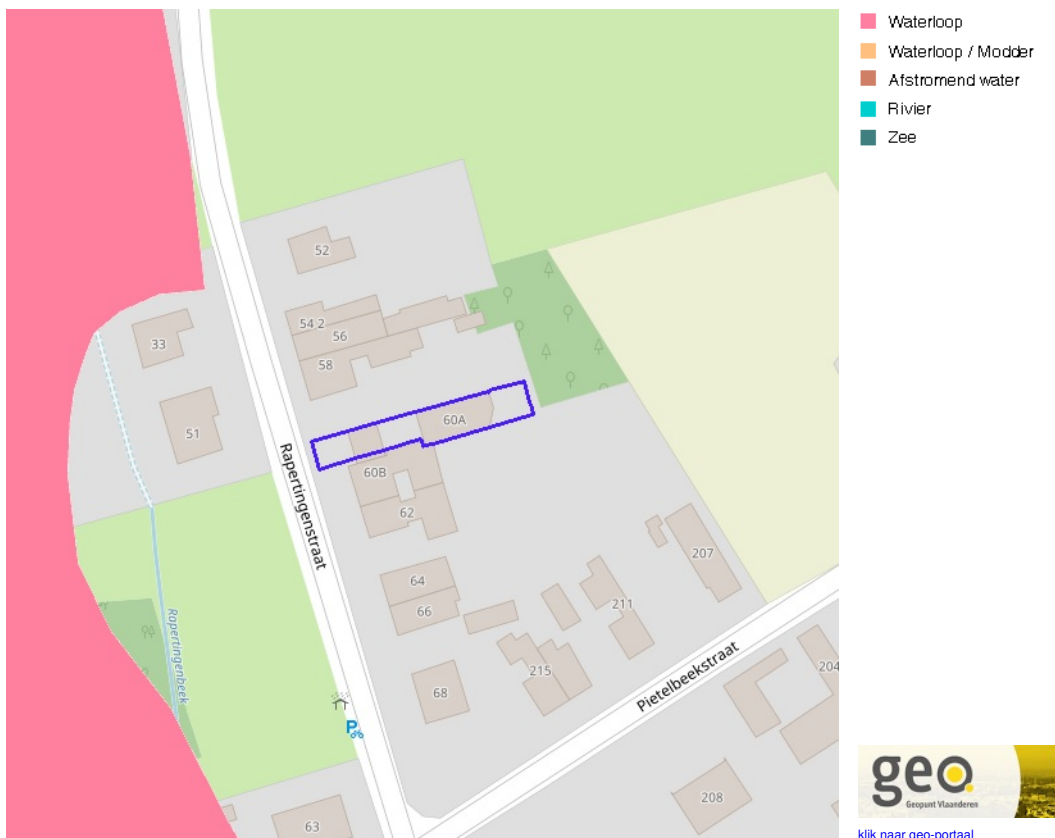 Waterloop
Waterloop / Modder
Afstromend water
Rivier
Zee
52
54 2
56
58
33
51
60A
60B
62
Rapertingenstraat
64
66
68
207
211
215
204
Pietelbeekstraat
Rapertingenbeek
P
208
63
geo
Geopunt Vlaanderen
klik naar geo-portaal